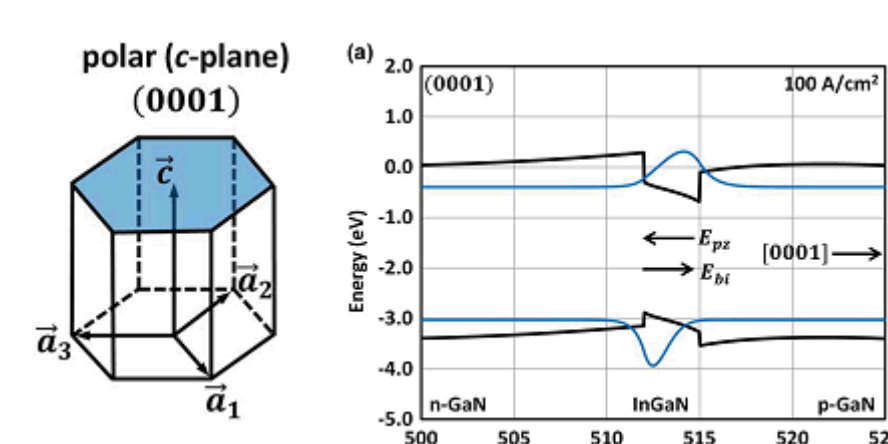 polar (c-plane)
(0001)
c⃗
a⃗₂
a⃗₃
a⃗₁
(a)
(0001)
100 A/cm²
2.0
1.0
0.0
-1.0
-2.0
-3.0
-4.0
-5.0
Energy (eV)
E_pz
E_bi
[0001]
n-GaN
InGaN
p-GaN
500
505
510
515
520